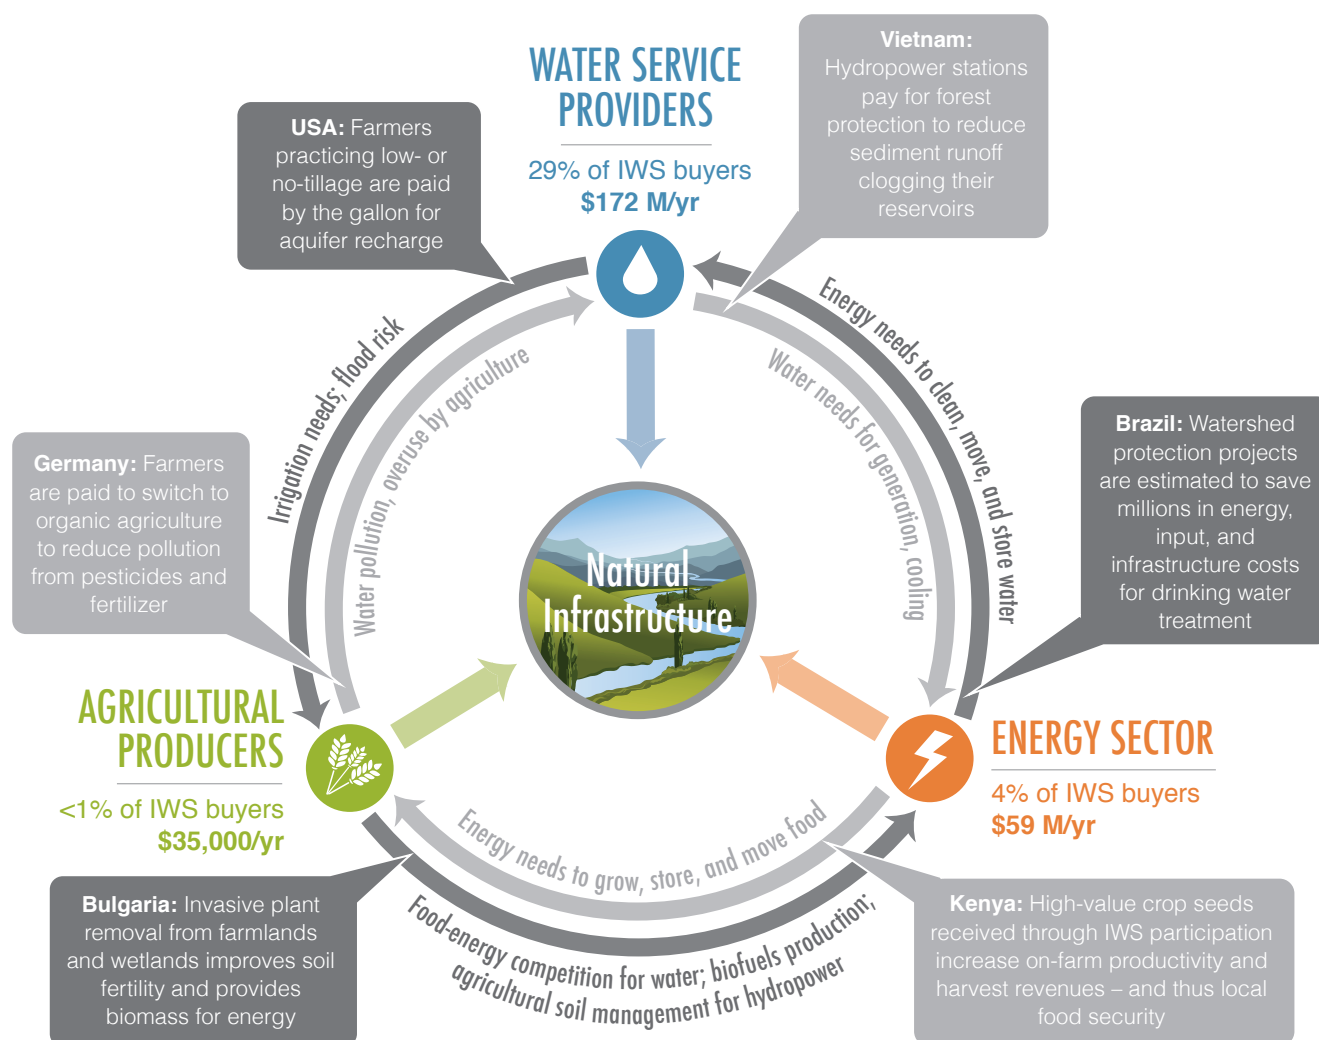 WATER SERVICE
PROVIDERS
29% of IWS buyers
$172 M/yr
Vietnam:
Hydropower stations
pay for forest
protection to reduce
sediment runoff
clogging their
reservoirs
USA: Farmers
practicing low- or
no-tillage are paid
by the gallon for
aquifer recharge
Irrigation needs; flood risk
Water pollution, overuse by agriculture
Energy needs to clean, move, and store water
Water needs for generation, cooling
Germany: Farmers
are paid to switch to
organic agriculture
to reduce pollution
from pesticides and
fertilizer
Brazil: Watershed
protection projects
are estimated to save
millions in energy,
input, and
infrastructure costs
for drinking water
treatment
Natural
Infrastructure
AGRICULTURAL
PRODUCERS
<1% of IWS buyers
$35,000/yr
ENERGY SECTOR
4% of IWS buyers
$59 M/yr
Energy needs to grow, store, and move food
Food-energy competition for water; biofuels production;
agricultural soil management for hydropower
Bulgaria: Invasive plant
removal from farmlands
and wetlands improves soil
fertility and provides
biomass for energy
Kenya: High-value crop seeds
received through IWS participation
increase on-farm productivity and
harvest revenues – and thus local
food security